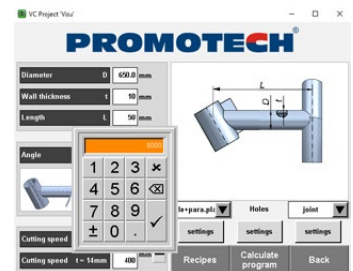 VC Project 'Visu'
PROMOTECH®
Diameter D 650.0 mm
Wall thickness t 10 mm
Length L 50 mm
L
D
t
Angle
1 2 3
4 5 6
7 8 9
± 0 .
Holes
joint
settings
settings
settings
Cutting speed
Cutting speed t = 14mm 400 mm
Recipes
Calculate program
Back